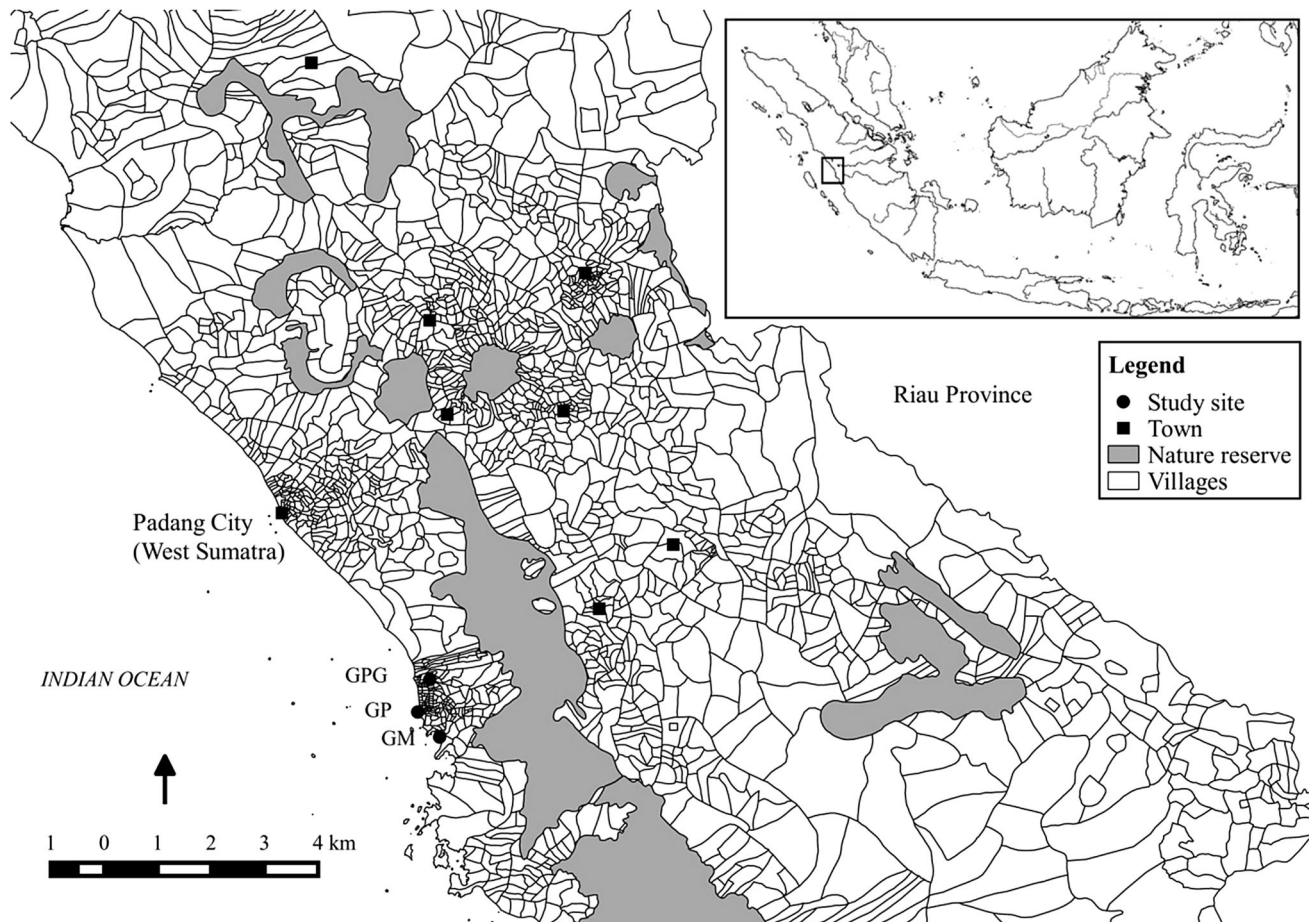 Riau Province
Legend
Study site
Town
Nature reserve
Villages
Padang City
(West Sumatra)
GPG
INDIAN OCEAN
GP
GM
1 0 1 2 3 4 km